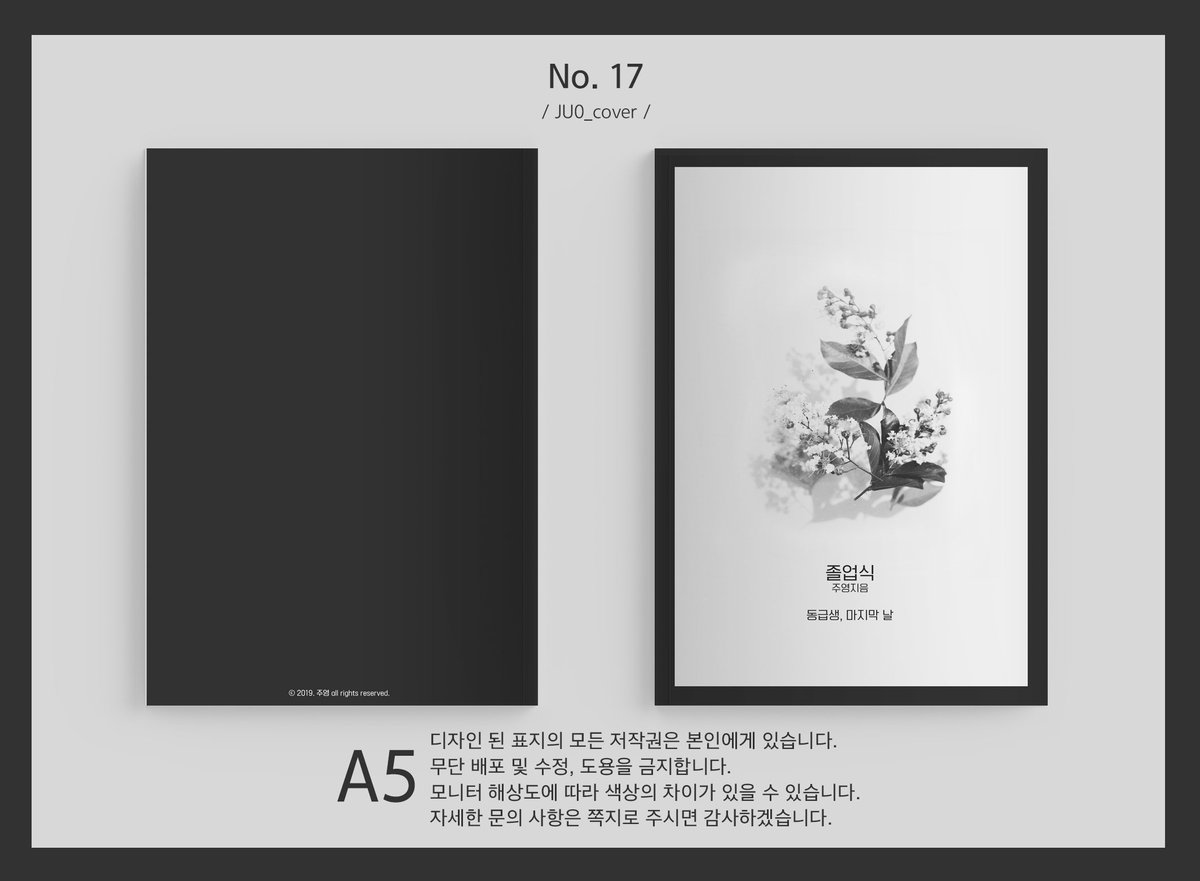 No. 17
/ JU0_cover /
졸업식
주영지음
동급생, 마지막 날
© 2019. 주영 all rights reserved.
A5
디자인 된 표지의 모든 저작권은 본인에게 있습니다.
무단 배포 및 수정, 도용을 금지합니다.
모니터 해상도에 따라 색상의 차이가 있을 수 있습니다.
자세한 문의 사항은 쪽지로 주시면 감사하겠습니다.